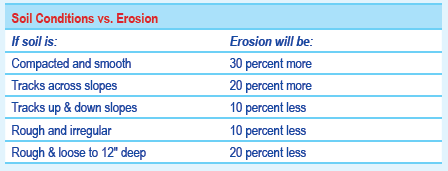 Soil Conditions vs. Erosion
If soil is: Erosion will be:
Compacted and smooth 30 percent more
Tracks across slopes 20 percent more
Tracks up & down slopes 10 percent less
Rough and irregular 10 percent less
Rough & loose to 12" deep 20 percent less